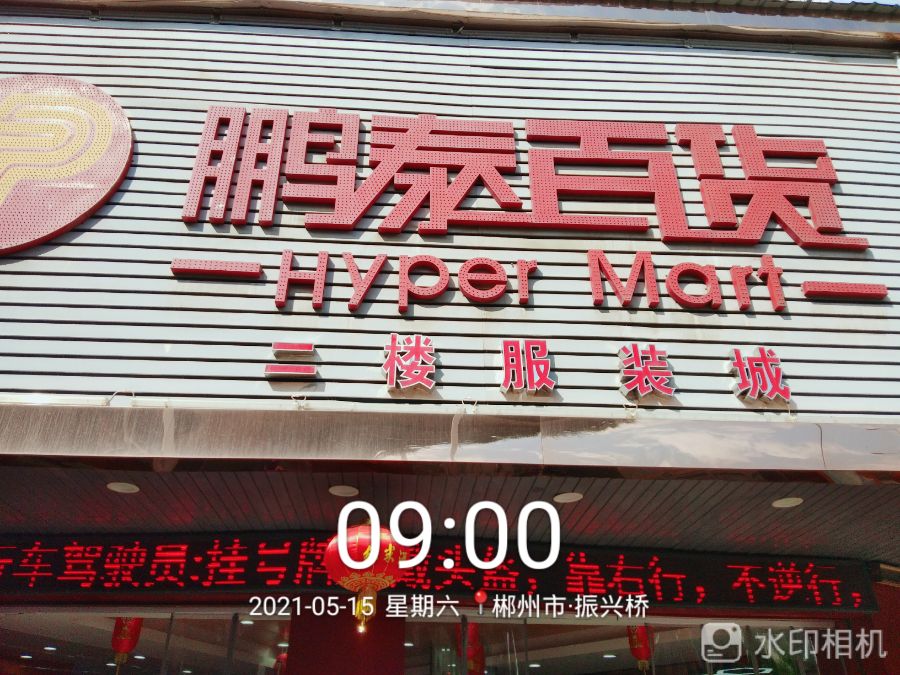 鹏泰百货
Hyper Mart
二楼服装城
09:00
车驾驶员:挂号牌 头盔，靠右行，不逆行，
2021-05-15 星期六 郴州市·振兴桥
水印相机